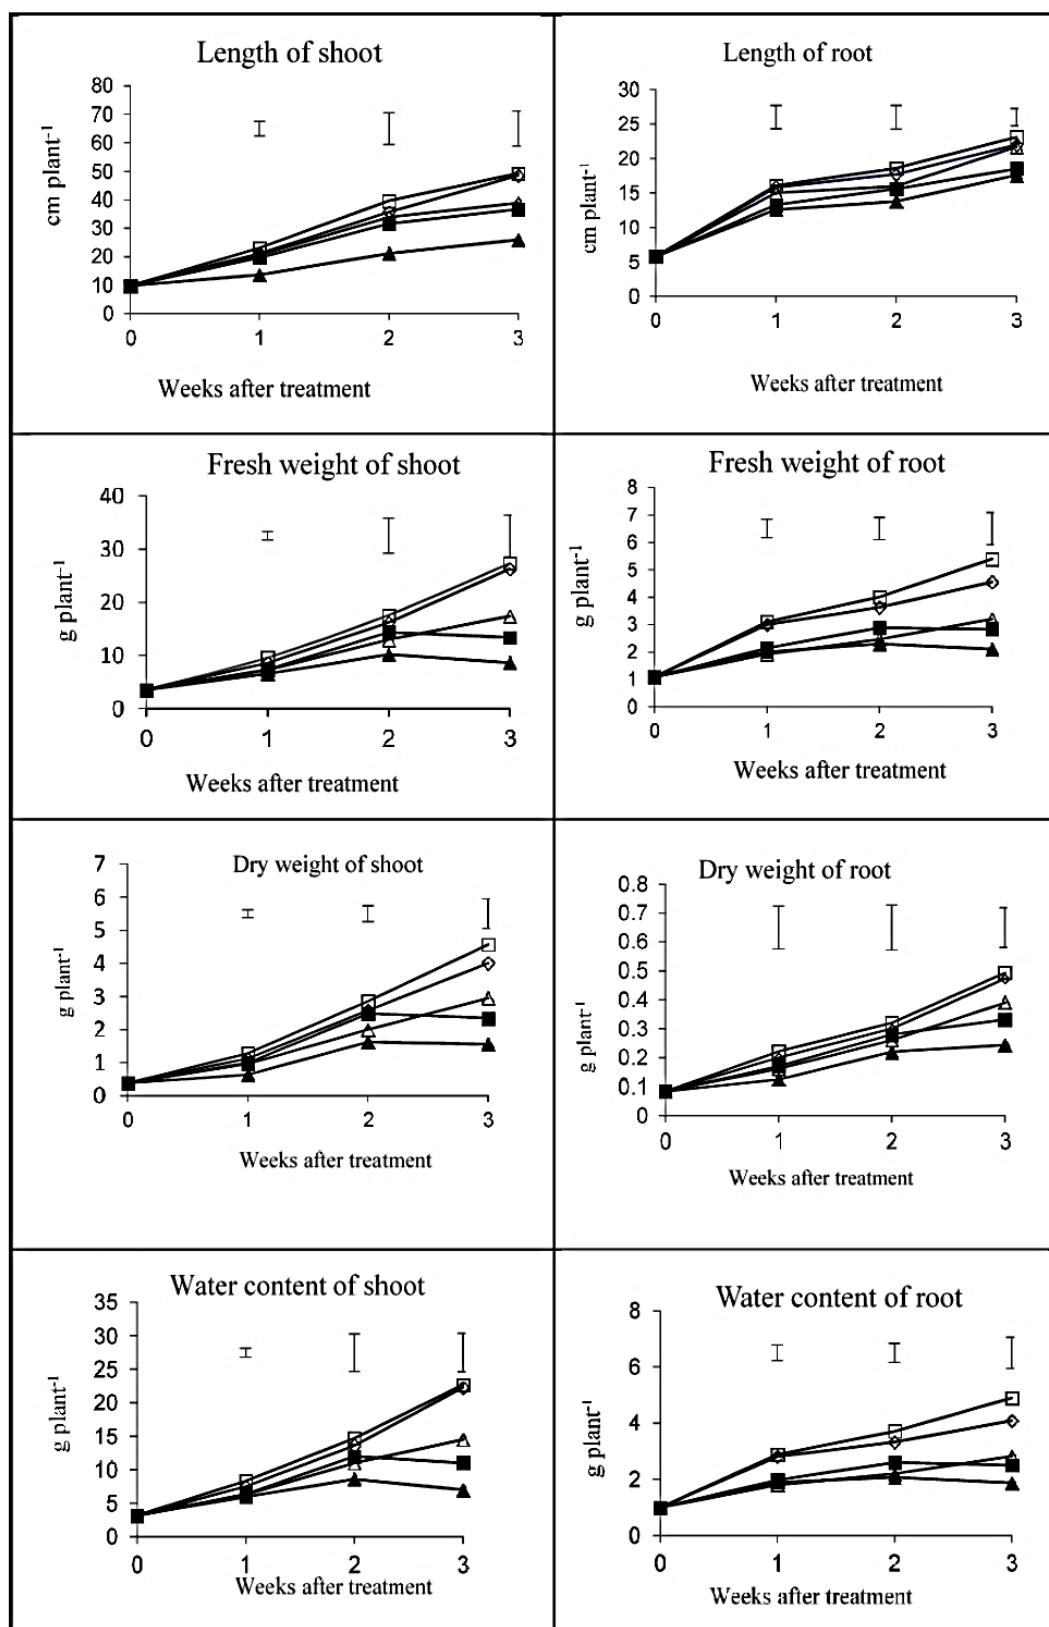 Length of shoot
80
70
60
50
40
30
20
10
0
cm plant⁻¹
0 1 2 3
Weeks after treatment
Length of root
30
25
20
15
10
5
0
cm plant⁻¹
0 1 2 3
Weeks after treatment
Fresh weight of shoot
40
30
20
10
0
g plant⁻¹
0 1 2 3
Weeks after treatment
Fresh weight of root
8
7
6
5
4
3
2
1
0
g plant⁻¹
0 1 2 3
Weeks after treatment
Dry weight of shoot
7
6
5
4
3
2
1
0
g plant⁻¹
0 1 2 3
Weeks after treatment
Dry weight of root
0.8
0.7
0.6
0.5
0.4
0.3
0.2
0.1
0
g plant⁻¹
0 1 2 3
Weeks after treatment
Water content of shoot
35
30
25
20
15
10
5
0
g plant⁻¹
0 1 2 3
Weeks after treatment
Water content of root
8
6
4
2
0
g plant⁻¹
0 1 2 3
Weeks after treatment